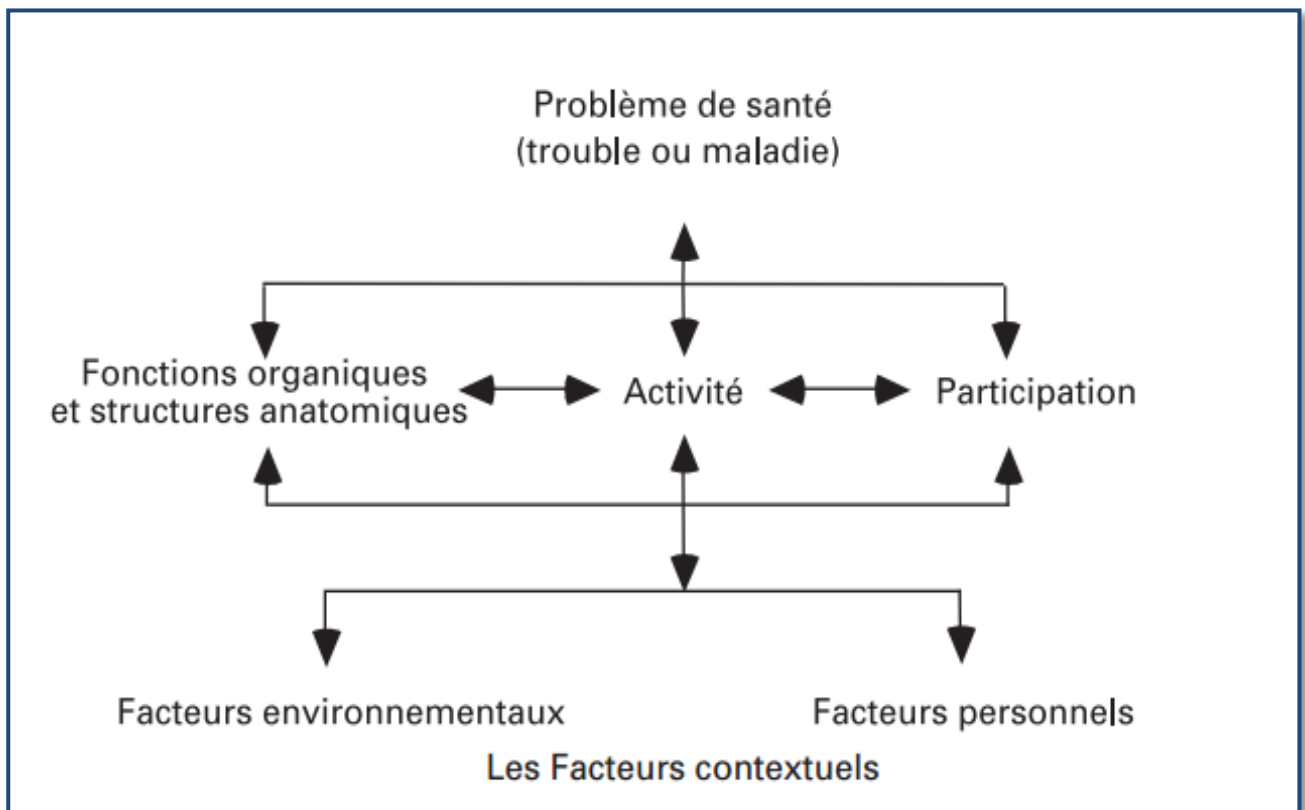 Problème de santé
(trouble ou maladie)
Fonctions organiques
et structures anatomiques
Activité
Participation
Facteurs environnementaux
Facteurs personnels
Les Facteurs contextuels